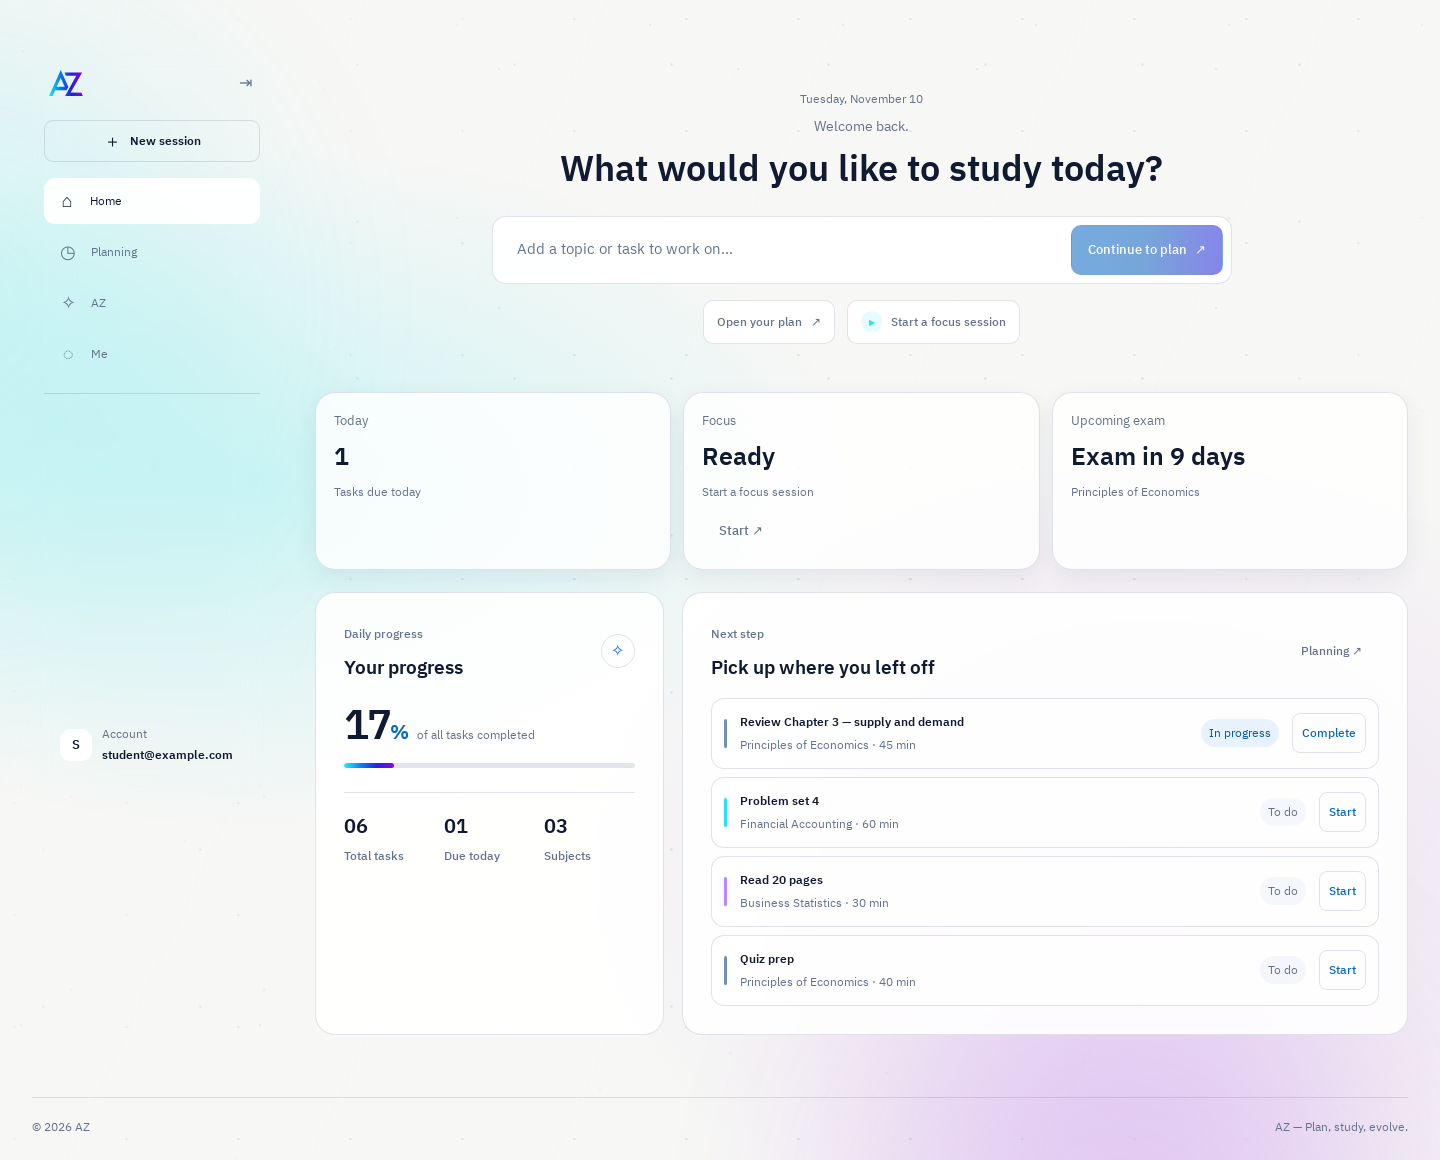 AZ
New session
Home
Planning
AZ
Me
Account
S
student@example.com
Tuesday, November 10
Welcome back.
What would you like to study today?
Add a topic or task to work on...
Continue to plan ↗
Open your plan ↗
Start a focus session
Today
1
Tasks due today
Focus
Ready
Start a focus session
Start ↗
Upcoming exam
Exam in 9 days
Principles of Economics
Daily progress
Your progress
17% of all tasks completed
06
Total tasks
01
Due today
03
Subjects
Next step
Pick up where you left off
Planning ↗
Review Chapter 3 — supply and demand
Principles of Economics · 45 min
In progress
Complete
Problem set 4
Financial Accounting · 60 min
To do
Start
Read 20 pages
Business Statistics · 30 min
To do
Start
Quiz prep
Principles of Economics · 40 min
To do
Start
© 2026 AZ
AZ — Plan, study, evolve.